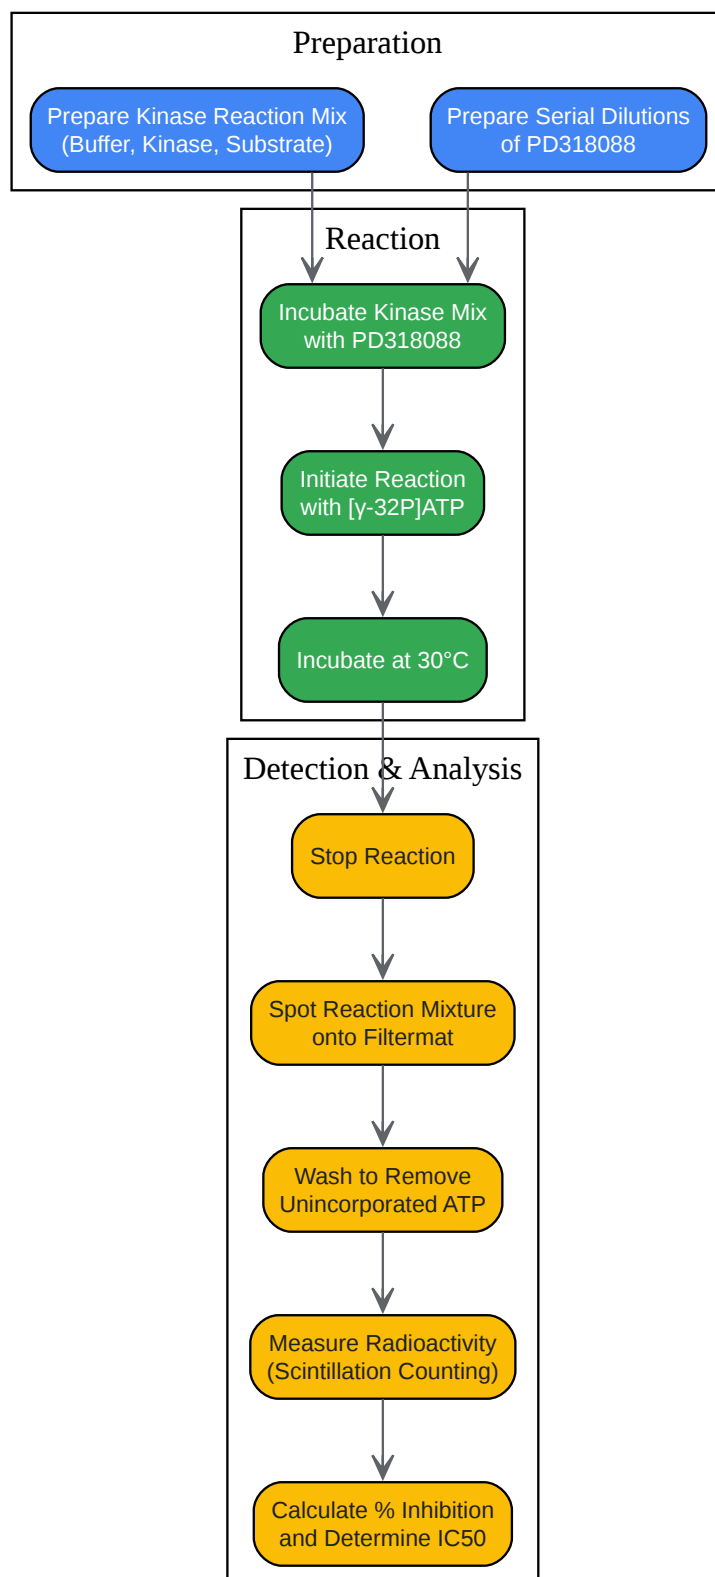 Preparation
Prepare Kinase Reaction Mix
(Buffer, Kinase, Substrate)
Prepare Serial Dilutions
of PD318088
Reaction
Incubate Kinase Mix
with PD318088
Initiate Reaction
with [γ-32P]ATP
Incubate at 30°C
Detection & Analysis
Stop Reaction
Spot Reaction Mixture
onto Filtermat
Wash to Remove
Unincorporated ATP
Measure Radioactivity
(Scintillation Counting)
Calculate % Inhibition
and Determine IC50